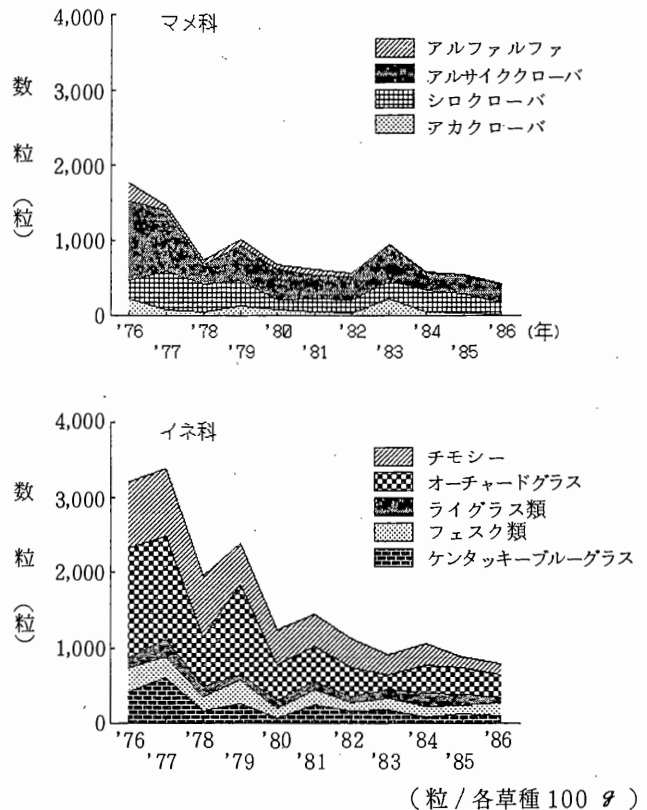 マメ科
4,000
3,000
2,000
1,000
0
数
粒
(粒)
アルファルファ
アルサイククローバ
シロクローバ
アカクローバ
'76 '78 '80 '82 '84 '86 (年)
'77 '79 '81 '83 '85
イネ科
4,000
3,000
2,000
1,000
0
数
粒
(粒)
チモシー
オーチャードグラス
ライグラス類
フェスク類
ケンタッキーブルーグラス
'76 '78 '80 '82 '84 '86
'77 '79 '81 '83 '85
(粒/各草種100 g)